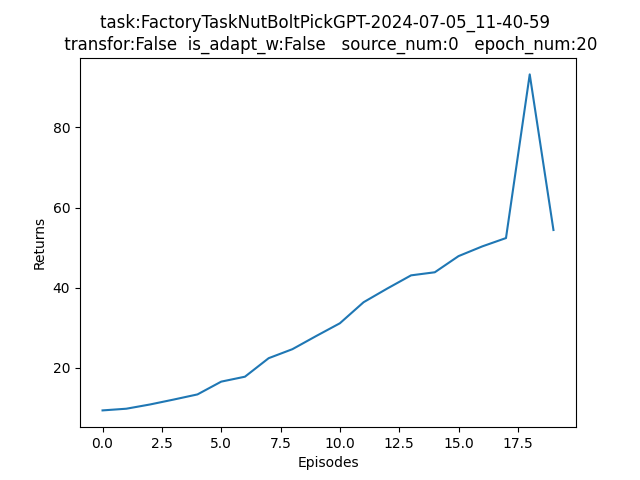 task:FactoryTaskNutBoltPickGPT-2024-07-05_11-40-59
transfor:False  is_adapt_w:False   source_num:0   epoch_num:20
80
60
40
20
Returns
0.0 2.5 5.0 7.5 10.0 12.5 15.0 17.5
Episodes